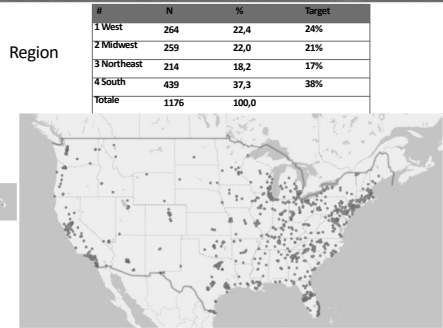 # N % Target
1 West 264 22,4 24%
2 Midwest 259 22,0 21%
3 Northeast 214 18,2 17%
4 South 439 37,3 38%
Totale 1176 100,0
Region